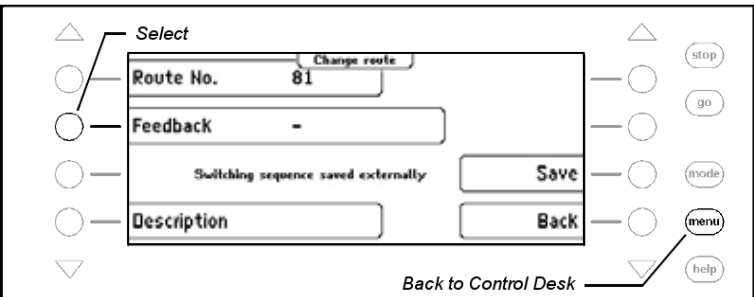 Select
Change route
stop
Route No. 81
go
Feedback -
Switching sequence saved externally
Save
mode
Description
Back
menu
help
Back to Control Desk